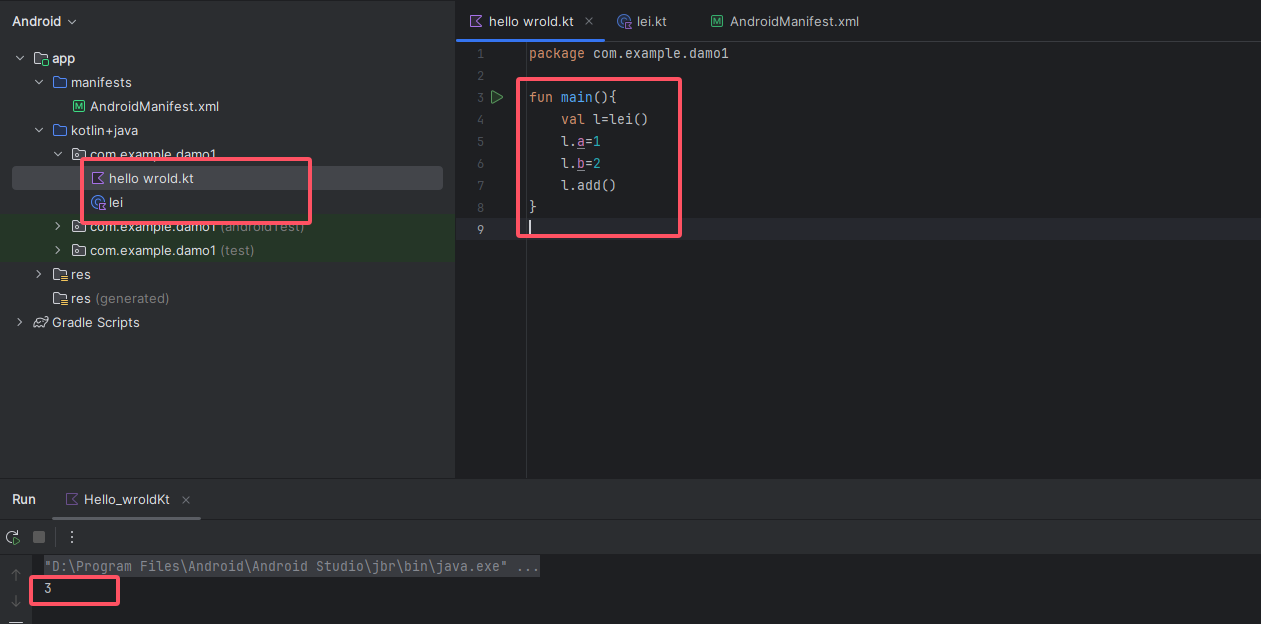 Android
hello wrold.kt
lei.kt
AndroidManifest.xml
app
manifests
AndroidManifest.xml
kotlin+java
com.example.damo1
hello wrold.kt
lei
com.example.damo1 (androidTest)
com.example.damo1 (test)
res
res (generated)
Gradle Scripts
1 package com.example.damo1
2
3 fun main(){
4 val l=lei()
5 l.a=1
6 l.b=2
7 l.add()
8 }
9
Run
Hello_wroldKt
"D:\Program Files\Android\Android Studio\jbr\bin\java.exe" ...
3